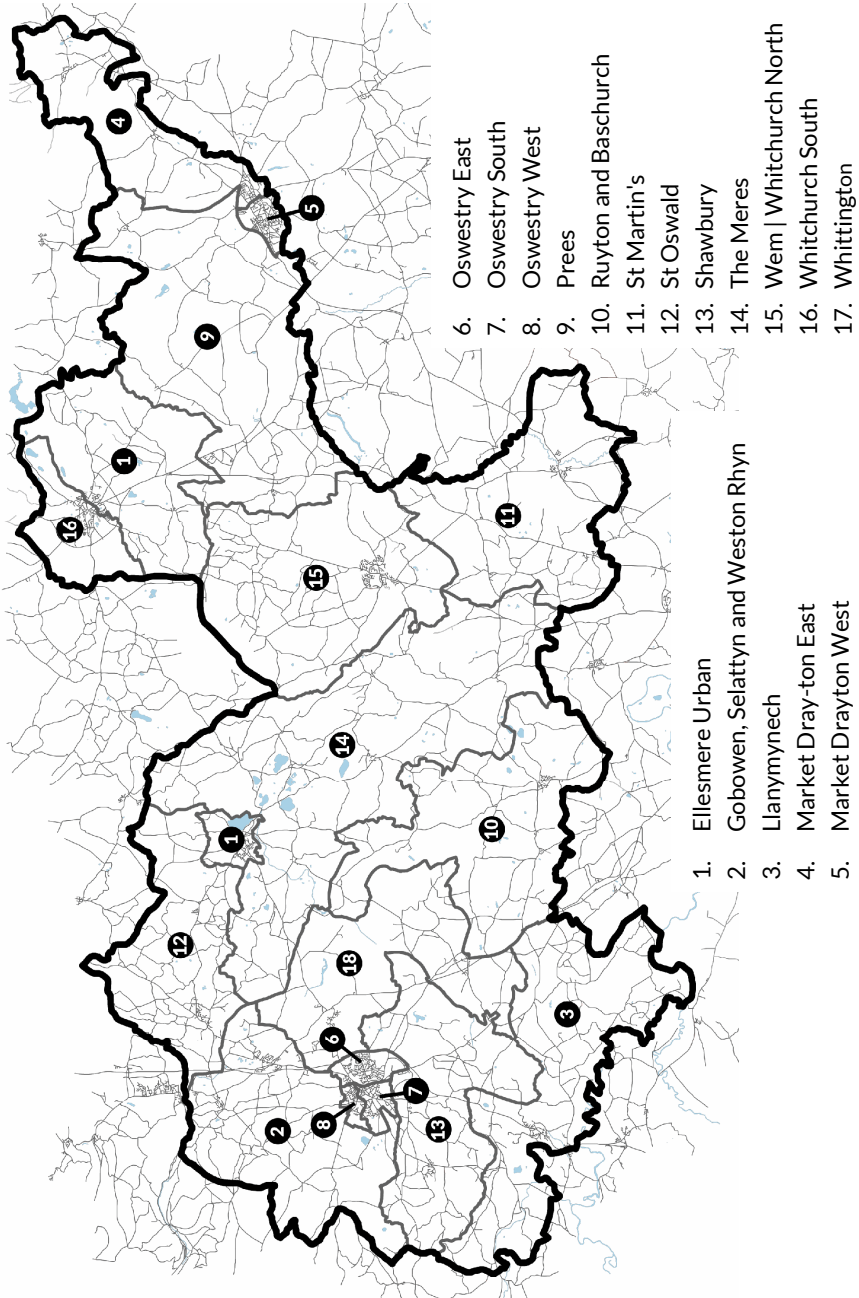 16
4
1
12
9
1
2
5
15
8
6
14
18
7
13
10
11
3
1. Ellesmere Urban
2. Gobowen, Selattyn and Weston Rhyn
3. Llanymynech
4. Market Dray-ton East
5. Market Drayton West
6. Oswestry East
7. Oswestry South
8. Oswestry West
9. Prees
10. Ruyton and Baschurch
11. St Martin's
12. St Oswald
13. Shawbury
14. The Meres
15. Wem | Whitchurch North
16. Whitchurch South
17. Whittington